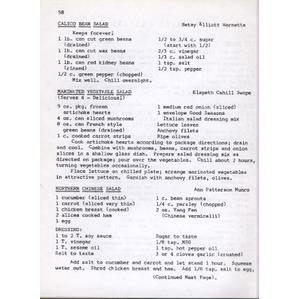 58
CALICO BEAN SALAD Betsy Elliott Warnette
Keeps forever!
1 lb. can cut green beans 1/2 to 3/4 c. sugar
(drained) (start with 1/2)
1 lb. can cut wax beans 2/3 c. vinegar
(drained) 1/3 c. salad oil
1 lb. can red kidney beans 1 tsp. salt
(rinsed) 1 tsp. pepper
1/2 c. green pepper (chopped)
Mix well. Chill overnight.
MARINATED VEGETABLE SALAD Elspeth Cahill Swope
(Serves 6 - Delicious!)
9 oz. pkg. frozen 1 medium red onion (sliced)
artichoke hearts 1 envelope Good Seasons
4 oz. can sliced mushrooms Italian salad dressing mix
8 oz. can French style Lettuce leaves
green beans (drained) Anchovy filets
1 c. cooked carrot strips Ripe olives
Cook artichoke hearts according to package directions; drain
and cool. Combine with mushrooms, beans, carrot strips and onion
slices in a shallow glass dish. Prepare salad dressing mix as
directed on package; pour over the vegetables. Chill about 2 hours,
turning vegetables occasionally.
Place lettuce on chilled plate; arrange marinated vegetables
in attractive pattern. Garnish with anchovy filets, olives.
NORTHERN CHINESE SALAD Ann Patterson Munro
1 cucumber (sliced thin) 1 c. bean sprouts
1 carrot (sliced very thin) 1/4 c. parsley (chopped)
1 chicken breast (cooked) 2 oz. Yang Fen
2 slices cooked ham (Chinese vermicelli)
1 egg
DRESSING:
1 to 2 T. soy sauce Sugar to taste
1 T. vinegar 1/8 tsp. MSG
1 T. sesame oil 1 tsp. hot pepper oil
Salt to taste 3 or 4 cloves garlic (crushed)
Add salt to cucumber and carrot and let stand 1 hour. Squeeze
water out. Shred chicken breast and ham. Add 1/8 tsp. salt to egg,
(Continued Next Page).